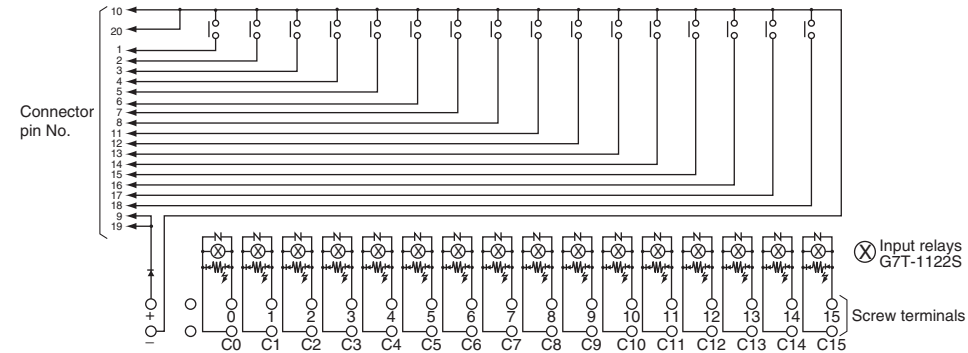 10
20
1
2
3
4
5
6
7
8
11
12
13
14
15
16
17
18
9
19
Connector
pin No.
N N N N N N N N N N N N N N N N
Input relays
G7T-1122S
+ 0 1 2 3 4 5 6 7 8 9 10 11 12 13 14 15
Screw terminals
− C0 C1 C2 C3 C4 C5 C6 C7 C8 C9 C10 C11 C12 C13 C14 C15